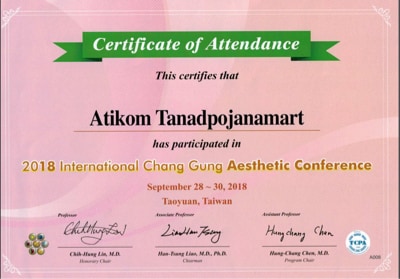 Certificate of Attendance
This certifies that
Atikom Tanadpojanamart
has participated in
2018 International Chang Gung Aesthetic Conference
September 28 ~ 30, 2018
Taoyuan, Taiwan
Professor
Associate Professor
Assistant Professor
Chih-Hung Lin, M.D.
Honorary Chair
Han-Tsung Liao, M.D., Ph.D.
Chairman
Hung-Chang Chen, M.D.
Program Chair
TCPA
A008